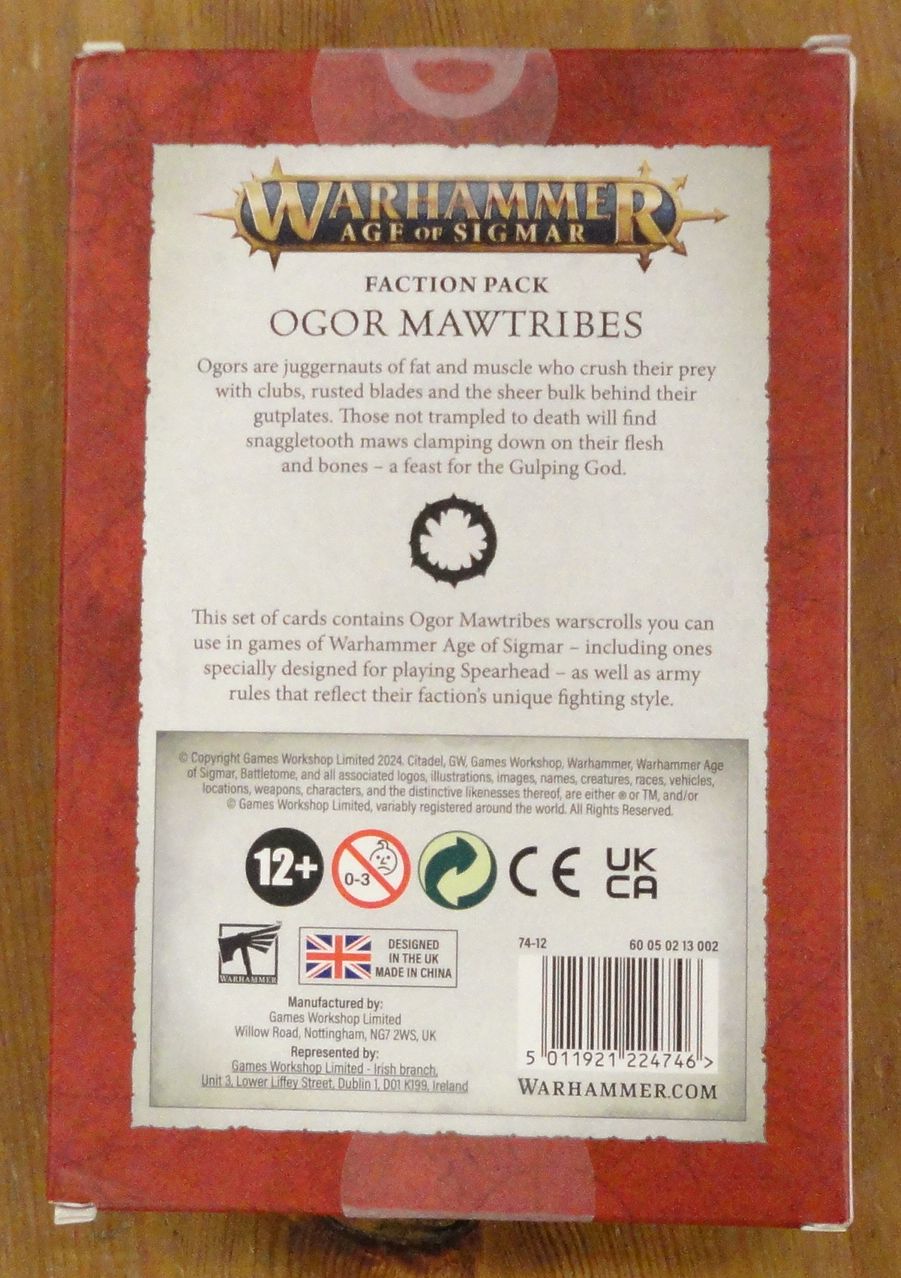 WARHAMMER
AGE OF SIGMAR
FACTION PACK
OGOR MAWTRIBES
Ogors are juggernauts of fat and muscle who crush their prey
with clubs, rusted blades and the sheer bulk behind their
gutplates. Those not trampled to death will find
snaggletooth maws clamping down on their flesh
and bones – a feast for the Gulping God.
This set of cards contains Ogor Mawtribes warscrolls you can
use in games of Warhammer Age of Sigmar – including ones
specially designed for playing Spearhead – as well as army
rules that reflect their faction's unique fighting style.
© Copyright Games Workshop Limited 2024. Citadel, GW, Games Workshop, Warhammer, Warhammer Age
of Sigmar, Battletome, and all associated logos, illustrations, images, names, creatures, races, vehicles,
locations, weapons, characters, and the distinctive likenesses thereof, are either ® or TM, and/or
© Games Workshop Limited, variably registered around the world. All Rights Reserved.
12+
0-3
CE
UK
CA
WARHAMMER
DESIGNED
IN THE UK
MADE IN CHINA
74-12 60 05 02 13 002
Manufactured by:
Games Workshop Limited
Willow Road, Nottingham, NG7 2WS, UK
Represented by:
Games Workshop Limited - Irish branch,
Unit 3, Lower Liffey Street, Dublin 1, D01 K199, Ireland
5 011921 224746 >
WARHAMMER.COM